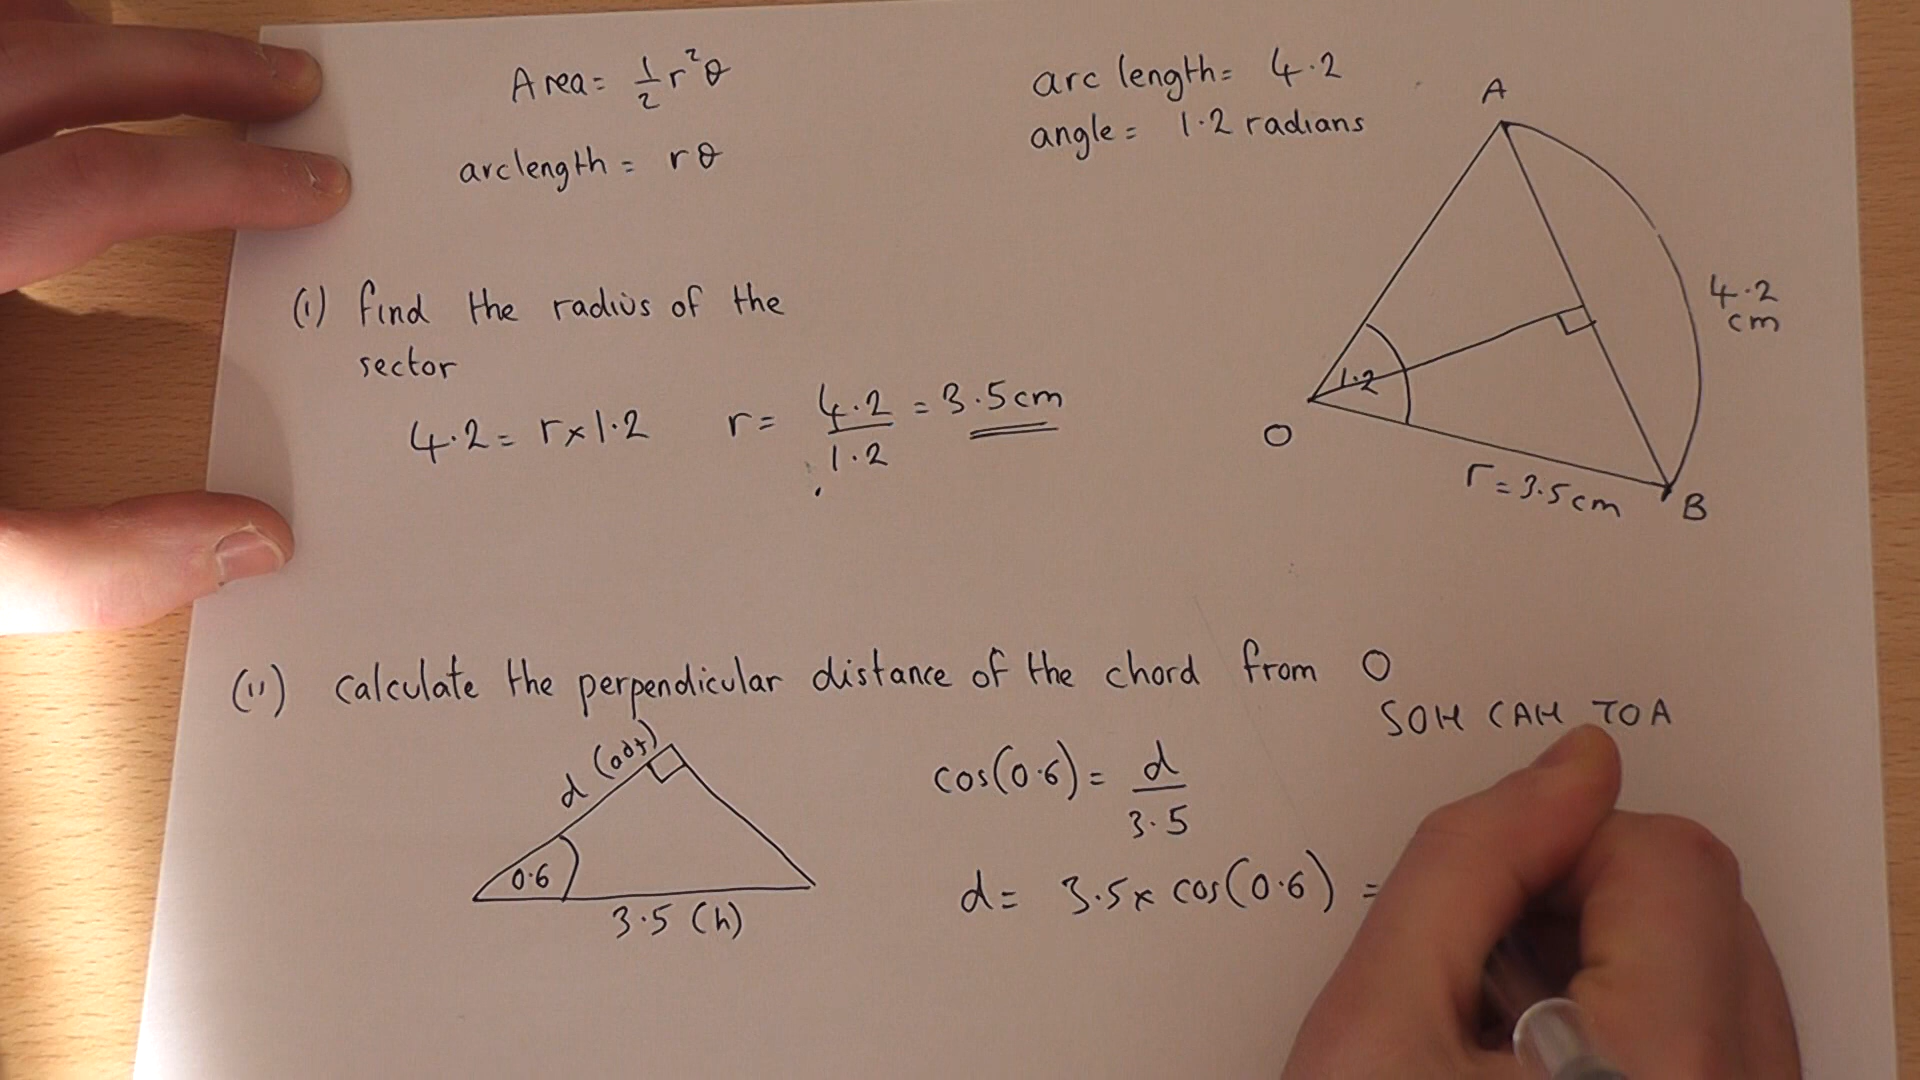 Area = 1/2 r²θ
arclength = rθ
arc length = 4.2
angle = 1.2 radians
A
4.2
cm
1.2
O
r = 3.5cm
B
(i) find the radius of the
sector
4.2 = r×1.2 r = 4.2/1.2 = 3.5cm
(ii) calculate the perpendicular distance of the chord from O
SOH CAH TOA
d (adj)
0.6
3.5 (h)
cos(0.6) = d/3.5
d = 3.5× cos(0.6) =